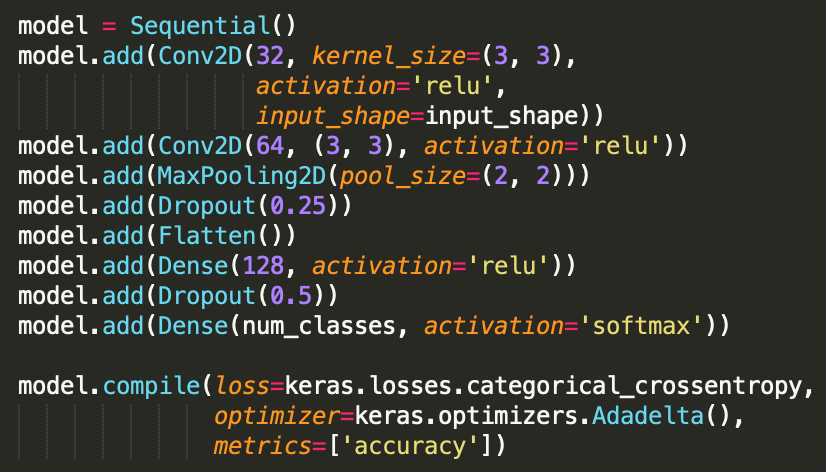 model = Sequential()
model.add(Conv2D(32, kernel_size=(3, 3),
                 activation='relu',
                 input_shape=input_shape))
model.add(Conv2D(64, (3, 3), activation='relu'))
model.add(MaxPooling2D(pool_size=(2, 2)))
model.add(Dropout(0.25))
model.add(Flatten())
model.add(Dense(128, activation='relu'))
model.add(Dropout(0.5))
model.add(Dense(num_classes, activation='softmax'))

model.compile(loss=keras.losses.categorical_crossentropy,
              optimizer=keras.optimizers.Adadelta(),
              metrics=['accuracy'])